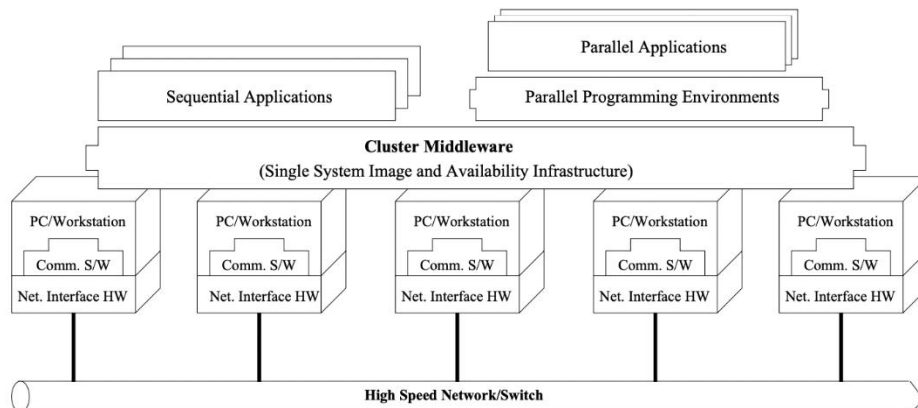 Parallel Applications
Sequential Applications
Parallel Programming Environments
Cluster Middleware
(Single System Image and Availability Infrastructure)
PC/Workstation
Comm. S/W
Net. Interface HW
PC/Workstation
Comm. S/W
Net. Interface HW
PC/Workstation
Comm. S/W
Net. Interface HW
PC/Workstation
Comm. S/W
Net. Interface HW
PC/Workstation
Comm. S/W
Net. Interface HW
High Speed Network/Switch